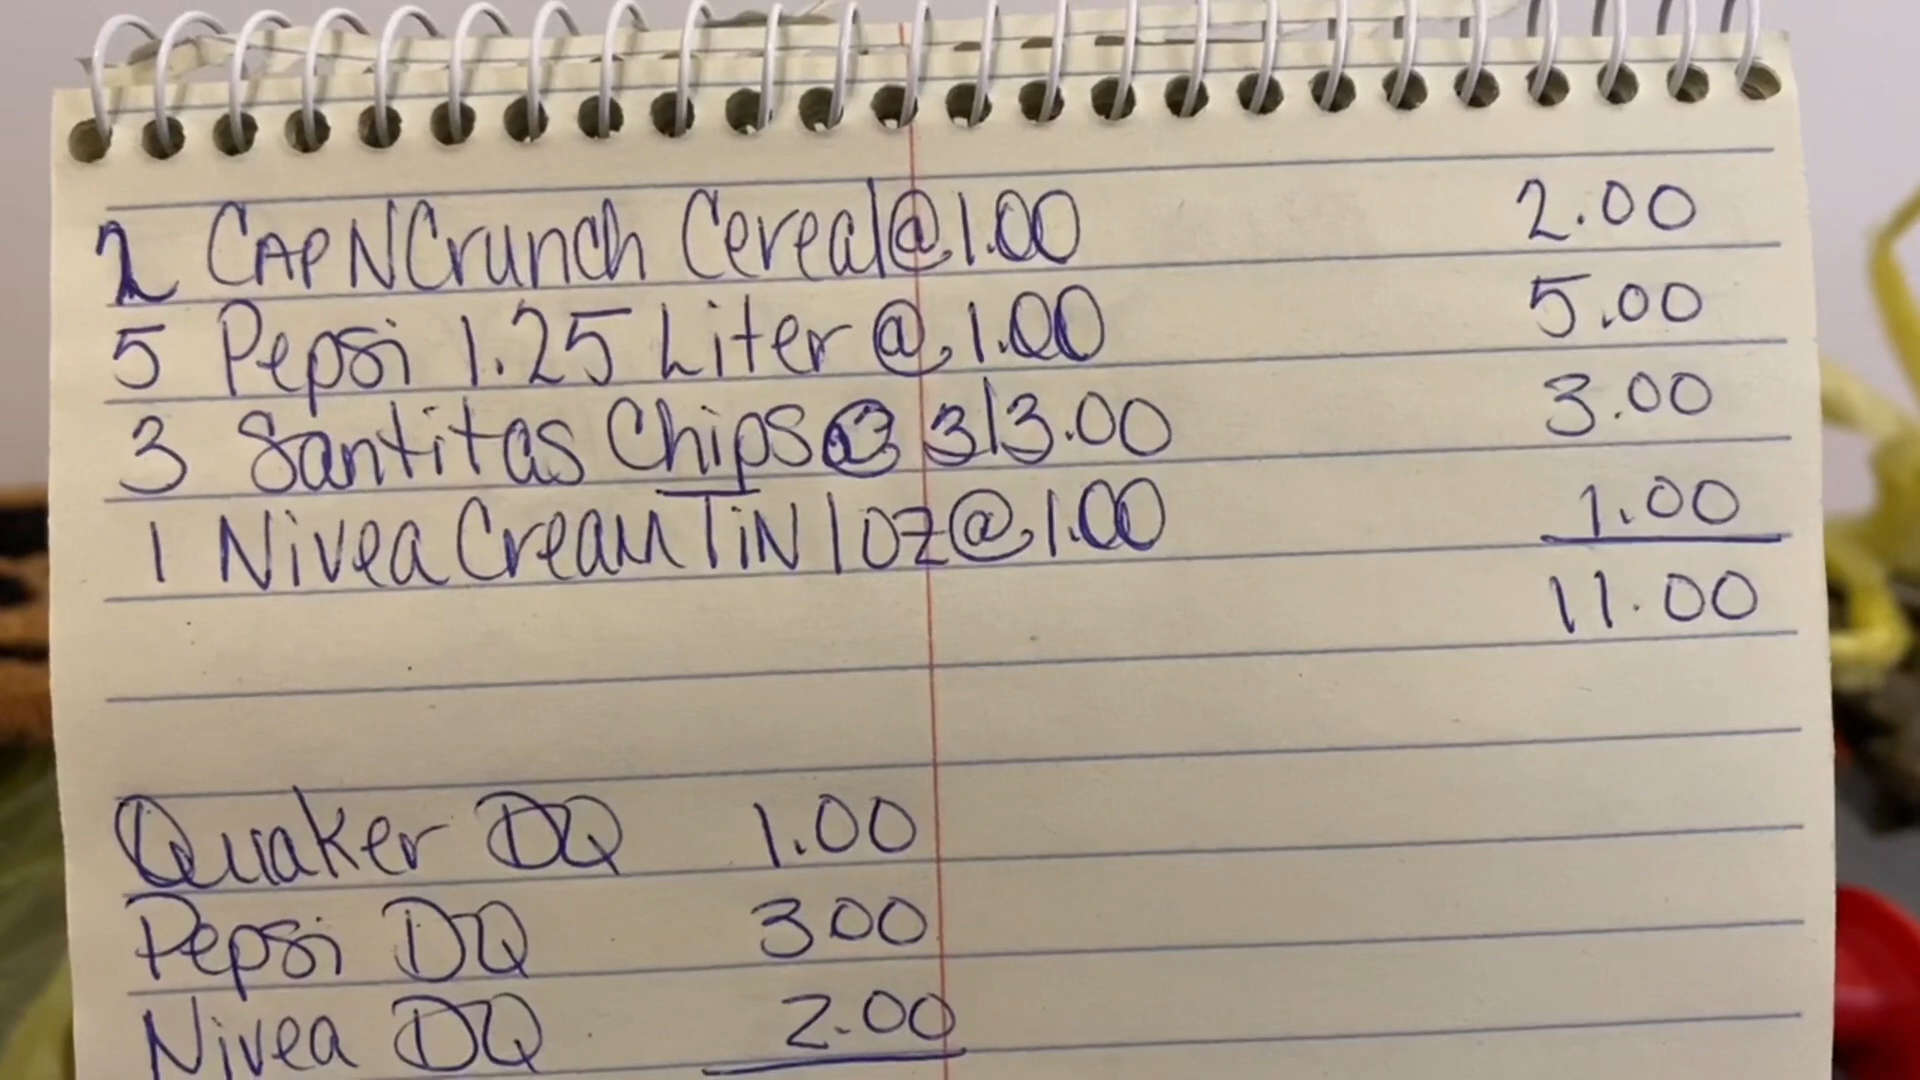 2 CAPNCrunch Cereal @ 1.00 2.00
5 Pepsi 1.25 Liter @ 1.00 5.00
3 Santitas Chips @ 3/3.00 3.00
1 Nivea Cream TiN 1 oz @ 1.00 1.00
11.00
Quaker DQ 1.00
Pepsi DQ 3.00
Nivea DQ 2.00